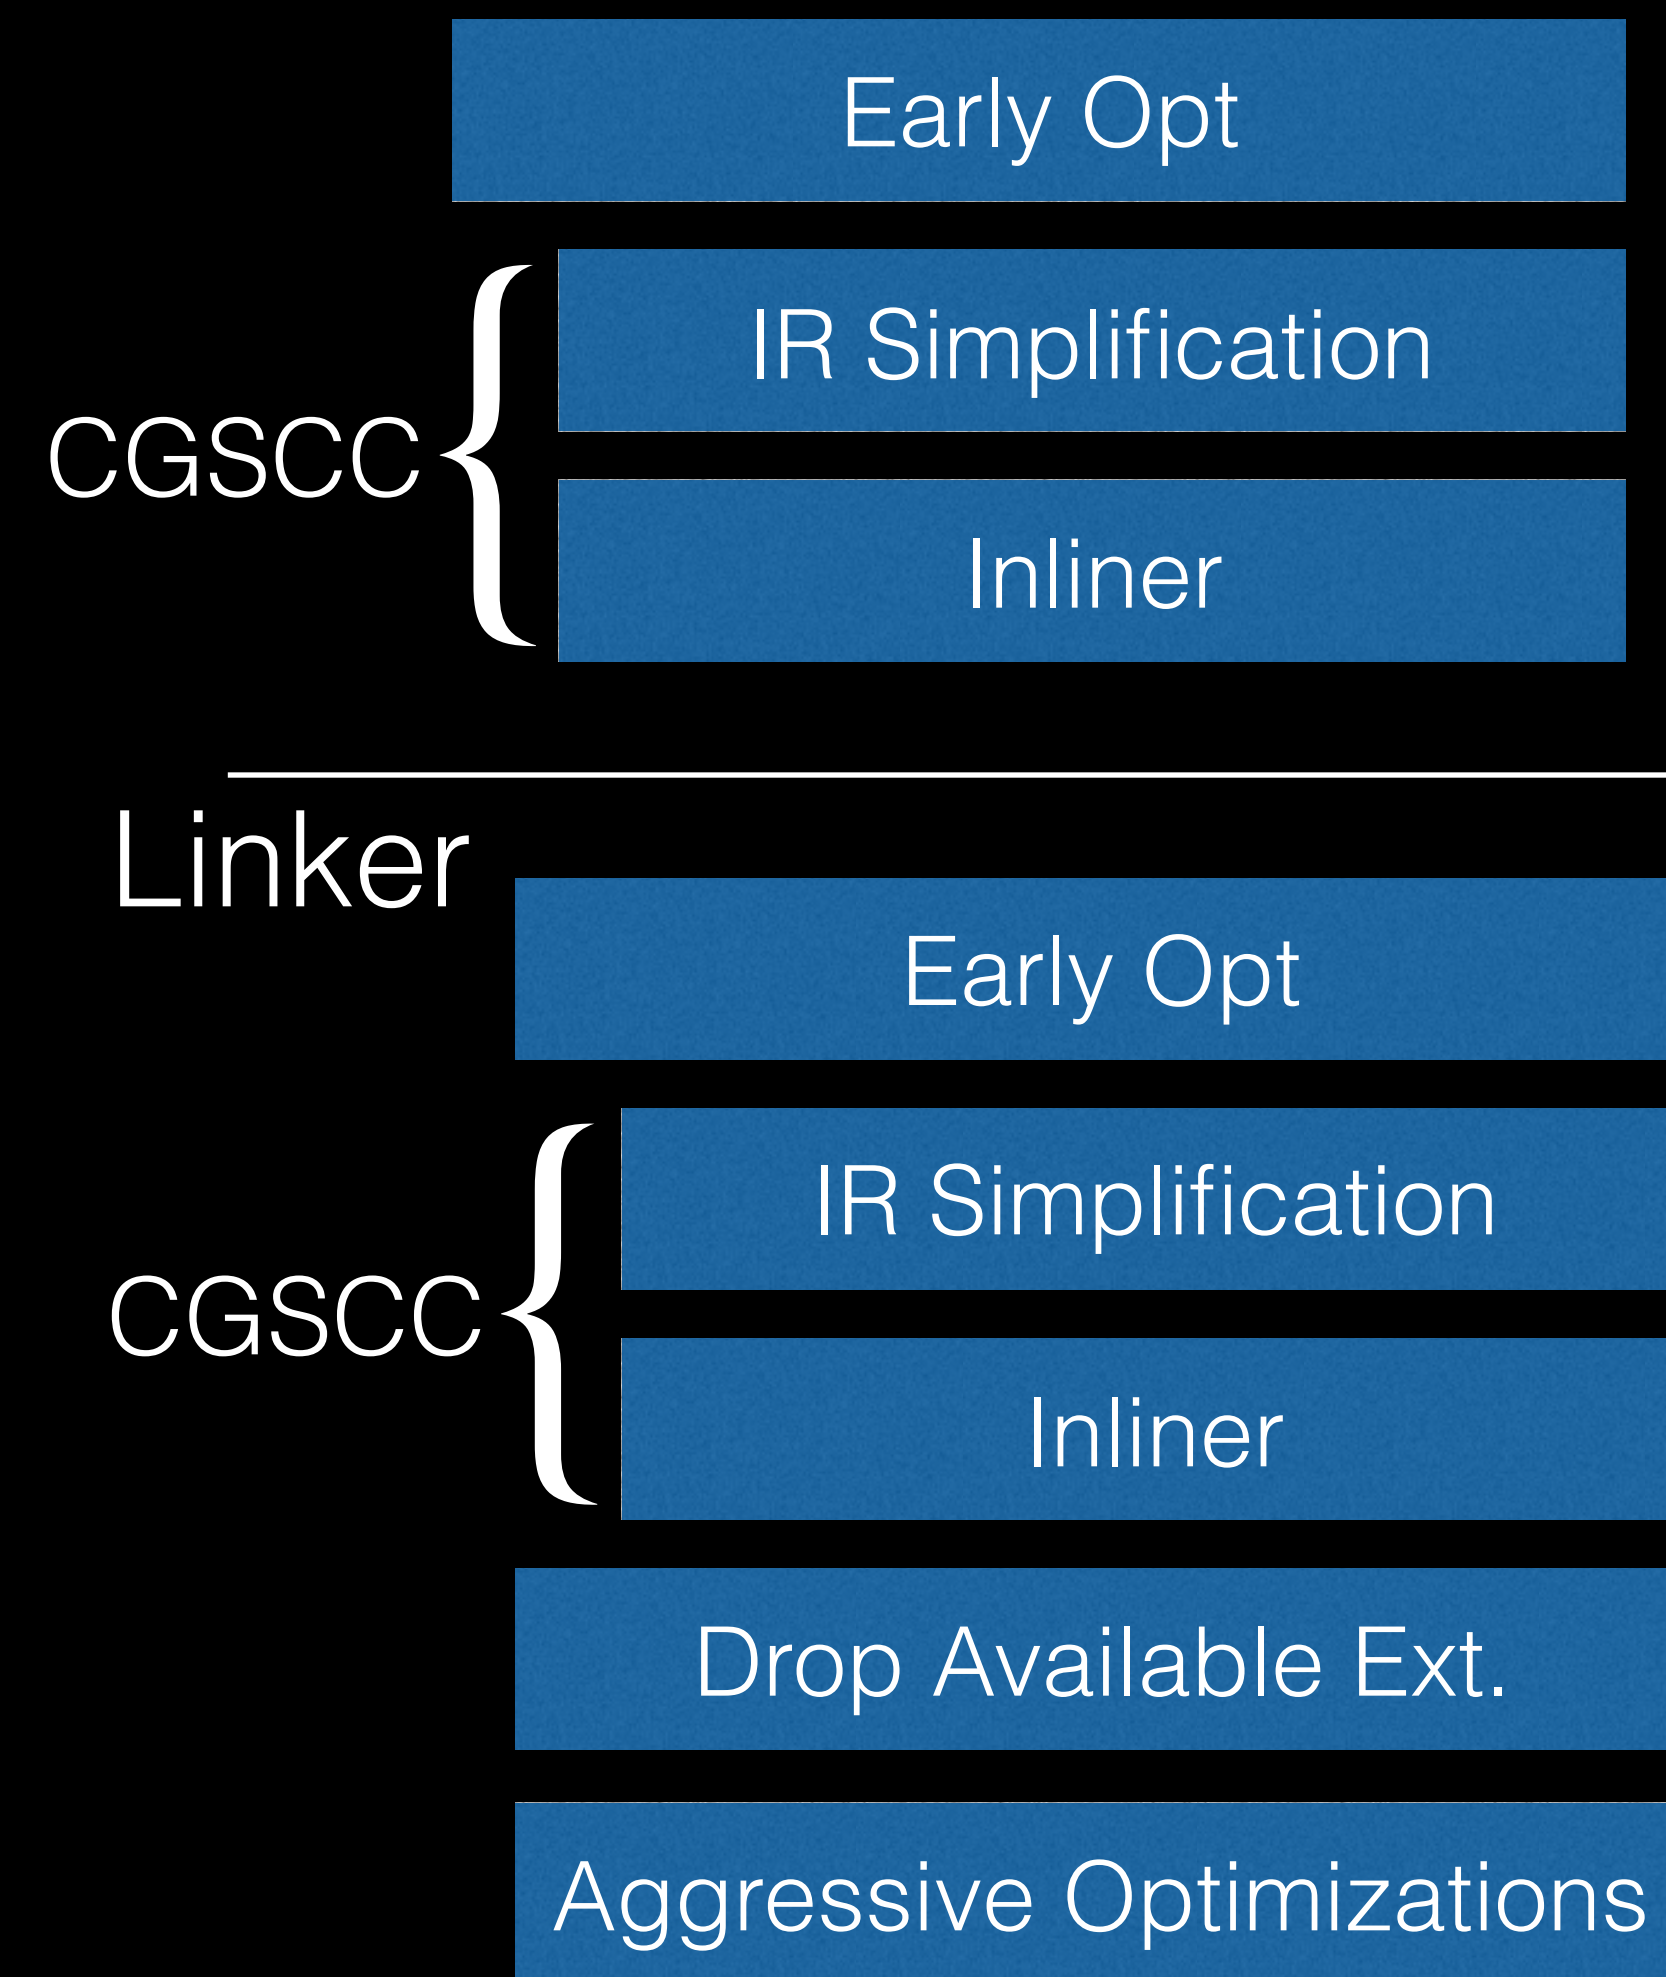 Early Opt
IR Simplification
CGSCC
Inliner
Linker
Early Opt
IR Simplification
CGSCC
Inliner
Drop Available Ext.
Aggressive Optimizations